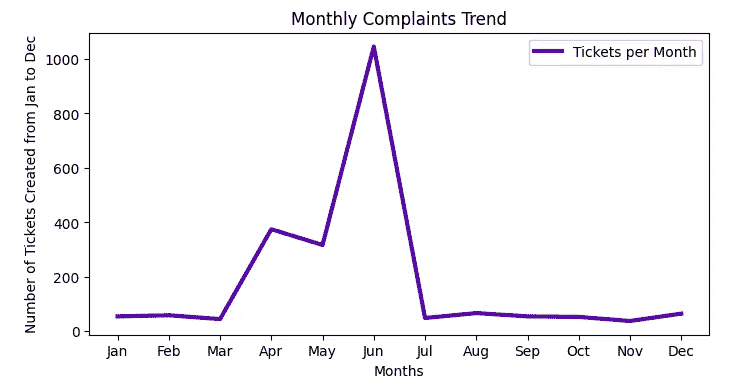 Monthly Complaints Trend
Tickets per Month
Number of Tickets Created from Jan to Dec
1000
800
600
400
200
0
Jan Feb Mar Apr May Jun Jul Aug Sep Oct Nov Dec
Months